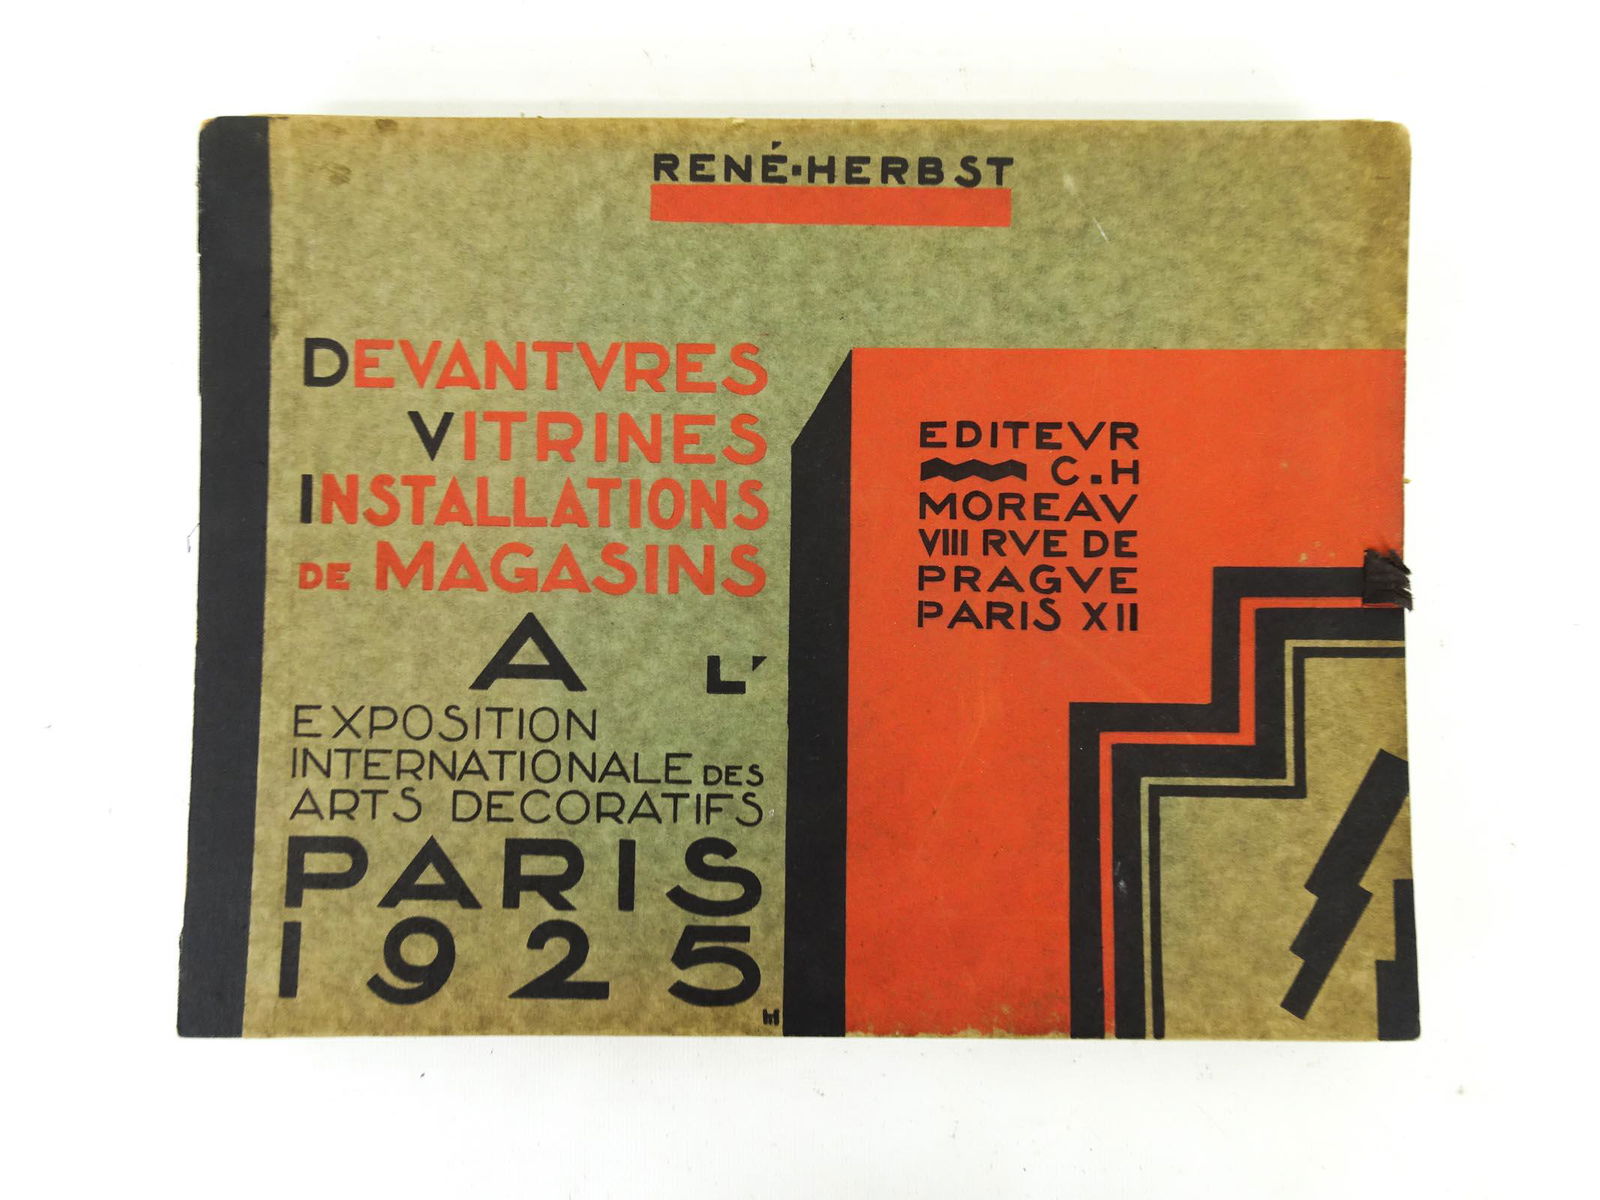 RENÉ·HERBST
DEVANTVRES
VITRINES
INSTALLATIONS
DE MAGASINS
A L'
EXPOSITION
INTERNATIONALE DES
ARTS DECORATIFS
PARIS
1925
EDITEVR
C.H
MOREAV
VIII RVE DE
PRAGVE
PARIS XII